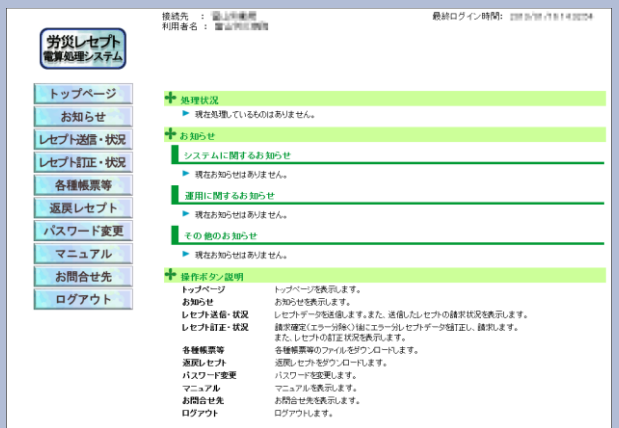 接続先 :
利用者名 :
最終ログイン時間:
労災レセプト
電算処理システム
トップページ
お知らせ
レセプト送信・状況
レセプト訂正・状況
各種帳票等
返戻レセプト
パスワード変更
マニュアル
お問合せ先
ログアウト
処理状況
現在処理しているものはありません。
お知らせ
システムに関するお知らせ
現在お知らせはありません。
運用に関するお知らせ
現在お知らせはありません。
その他のお知らせ
現在お知らせはありません。
操作ボタン説明
トップページ トップページを表示します。
お知らせ お知らせを表示します。
レセプト送信・状況 レセプトデータを送信します。また、送信したレセプトの請求状況を表示します。
レセプト訂正・状況 請求確定(エラー分除く)後にエラー分レセプトデータを訂正し、請求します。
また、レセプトの訂正状況を表示します。
各種帳票等 各種帳票等のファイルをダウンロードします。
返戻レセプト 返戻レセプトをダウンロードします。
パスワード変更 パスワードを変更します。
マニュアル マニュアルを表示します。
お問合せ先 お問合せ先を表示します。
ログアウト ログアウトします。